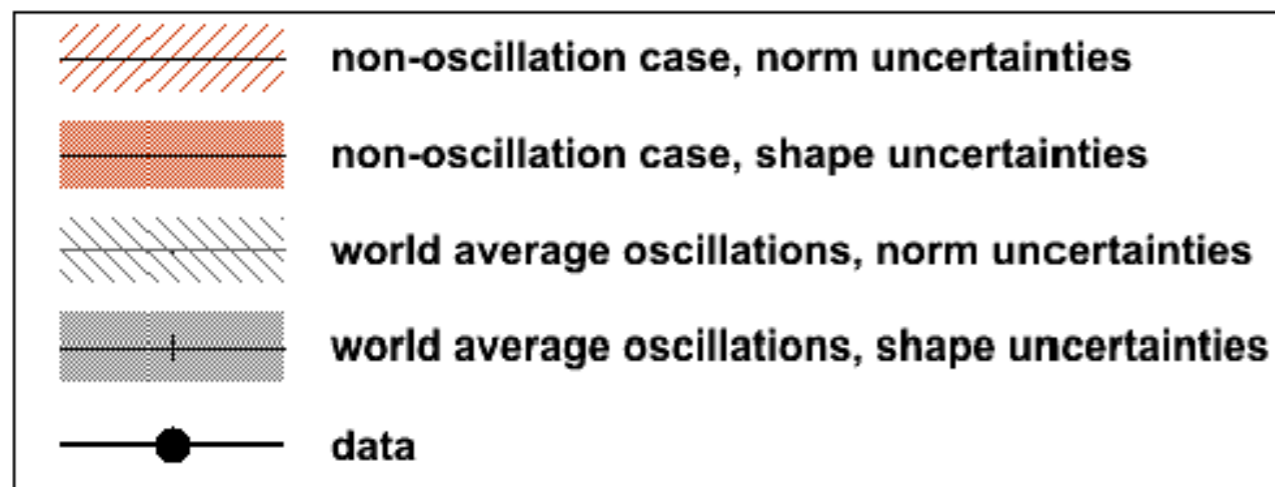 non-oscillation case, norm uncertainties
non-oscillation case, shape uncertainties
world average oscillations, norm uncertainties
world average oscillations, shape uncertainties
data